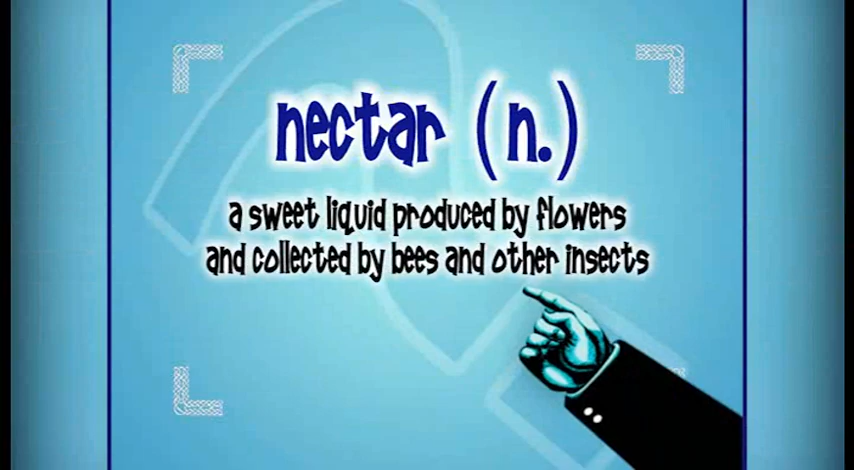 nectar (n.)
a sweet liquid produced by flowers
and collected by bees and other insects